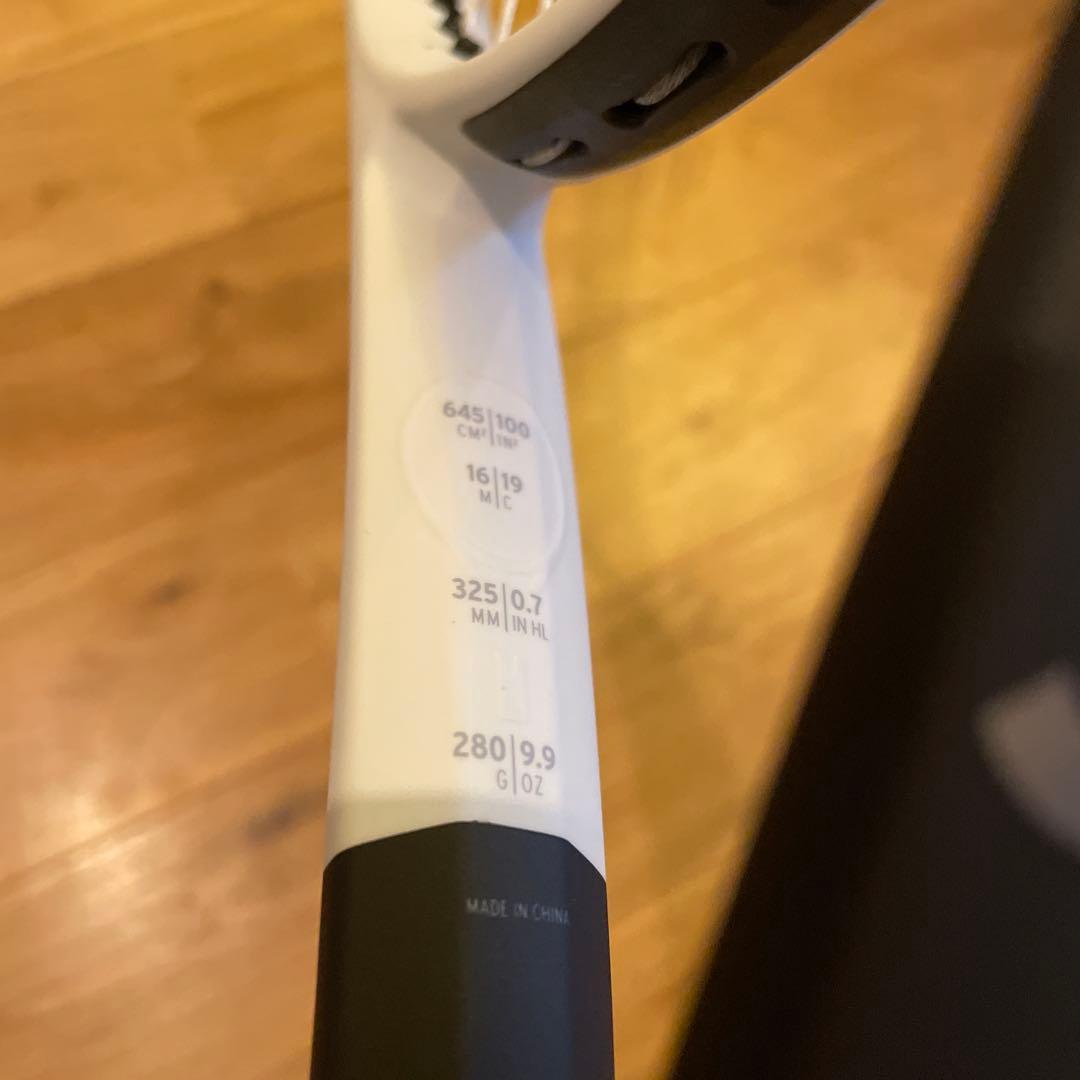 645|100
CM²|IN²
16|19
M|C
325|0.7
MM|IN HL
280|9.9
G|OZ
MADE IN CHINA